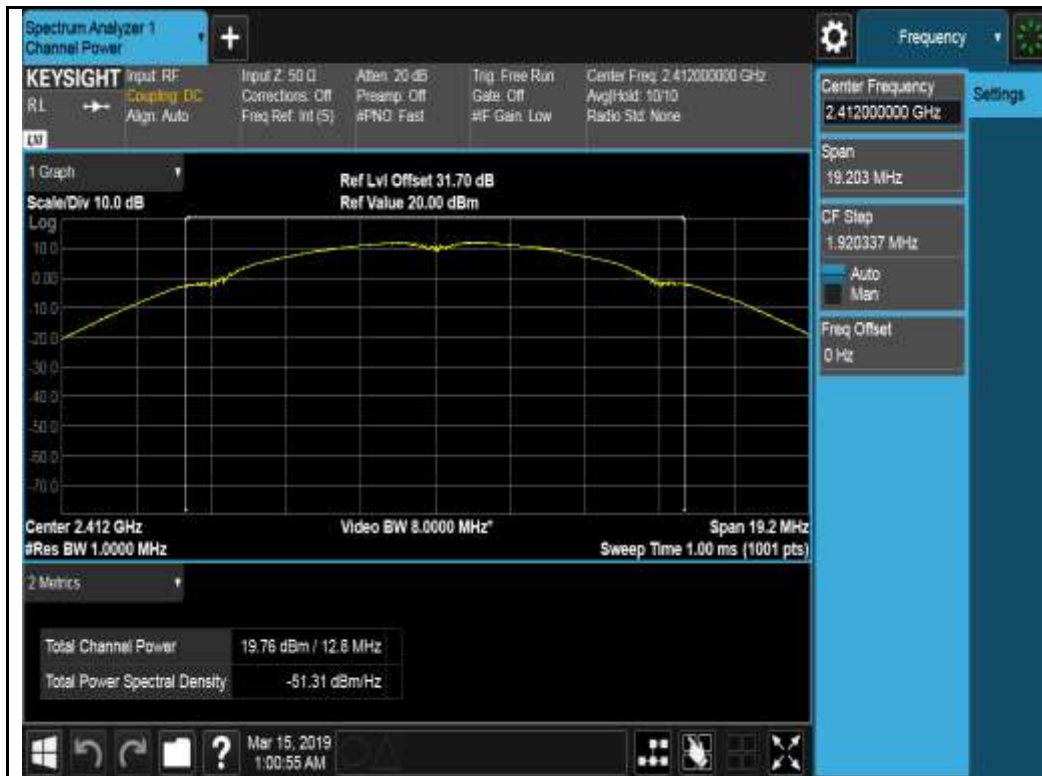 Spectrum Analyzer 1
Channel Power
Frequency
KEYSIGHT
Input: RF
Coupling: DC
Align: Auto
Input Z: 50 Ω
Corrections: Off
Freq Ref: Int (S)
Atten: 20 dB
Preamp: Off
#PNO: Fast
Trig: Free Run
Gate: Off
#IF Gain: Low
Center Freq: 2.412000000 GHz
Avg|Hold: 10/10
Radio Std: None
RL
LXI
Center Frequency
2.412000000 GHz
Settings
Span
19.203 MHz
CF Step
1.920337 MHz
Auto
Man
Freq Offset
0 Hz
1 Graph
Scale/Div 10.0 dB
Ref Lvl Offset 31.70 dB
Ref Value 20.00 dBm
Log
10.0
0.00
-10.0
-20.0
-30.0
-40.0
-50.0
-60.0
-70.0
Center 2.412 GHz
#Res BW 1.0000 MHz
Video BW 8.0000 MHz*
Span 19.2 MHz
Sweep Time 1.00 ms (1001 pts)
2 Metrics
Total Channel Power 19.76 dBm / 12.8 MHz
Total Power Spectral Density -51.31 dBm/Hz
?
Mar 15, 2019
1:00:55 AM